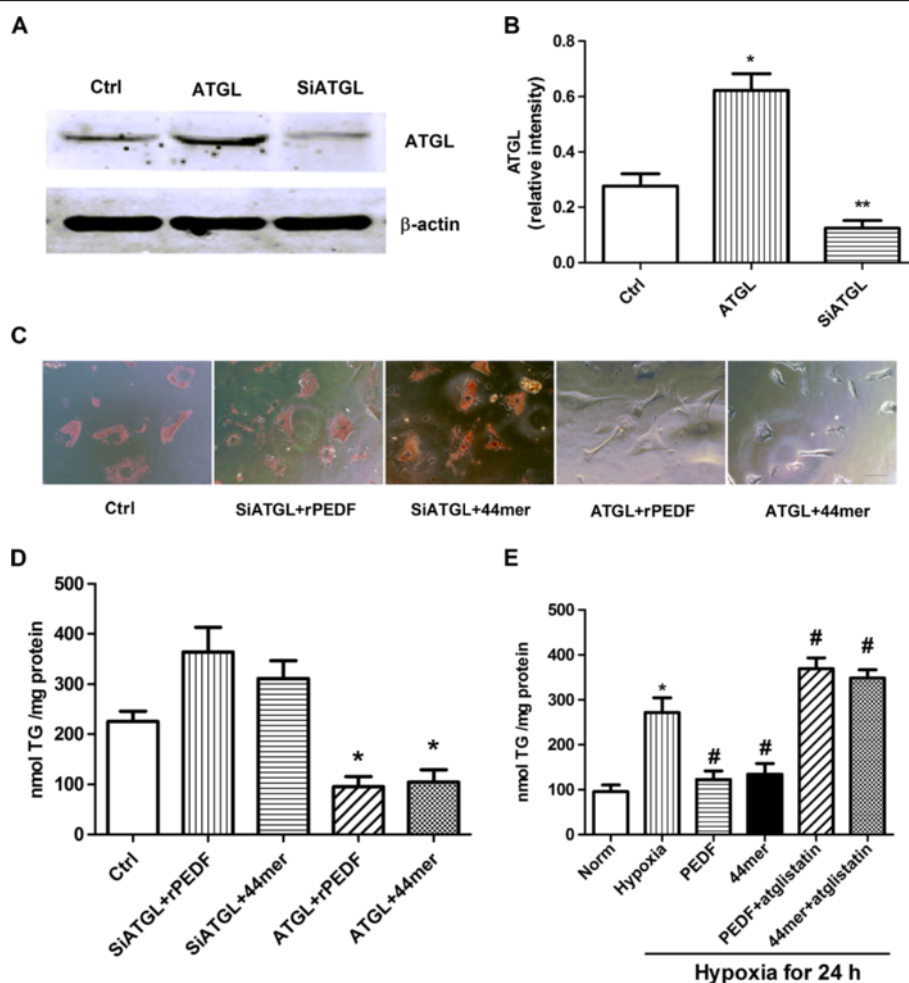 A
Ctrl ATGL SiATGL
ATGL
β-actin
B
ATGL
(relative intensity)
0.8
0.6
0.4
0.2
0.0
*
**
Ctrl
ATGL
SiATGL
C
Ctrl SiATGL+rPEDF SiATGL+44mer ATGL+rPEDF ATGL+44mer
D
nmol TG /mg protein
500
400
300
200
100
0
* *
Ctrl
SiATGL+rPEDF
SiATGL+44mer
ATGL+rPEDF
ATGL+44mer
E
nmol TG /mg protein
500
400
300
200
100
0
* # # # #
Norm
Hypoxia
PEDF
44mer
PEDF+atglistatin
44mer+atglistatin
Hypoxia for 24 h